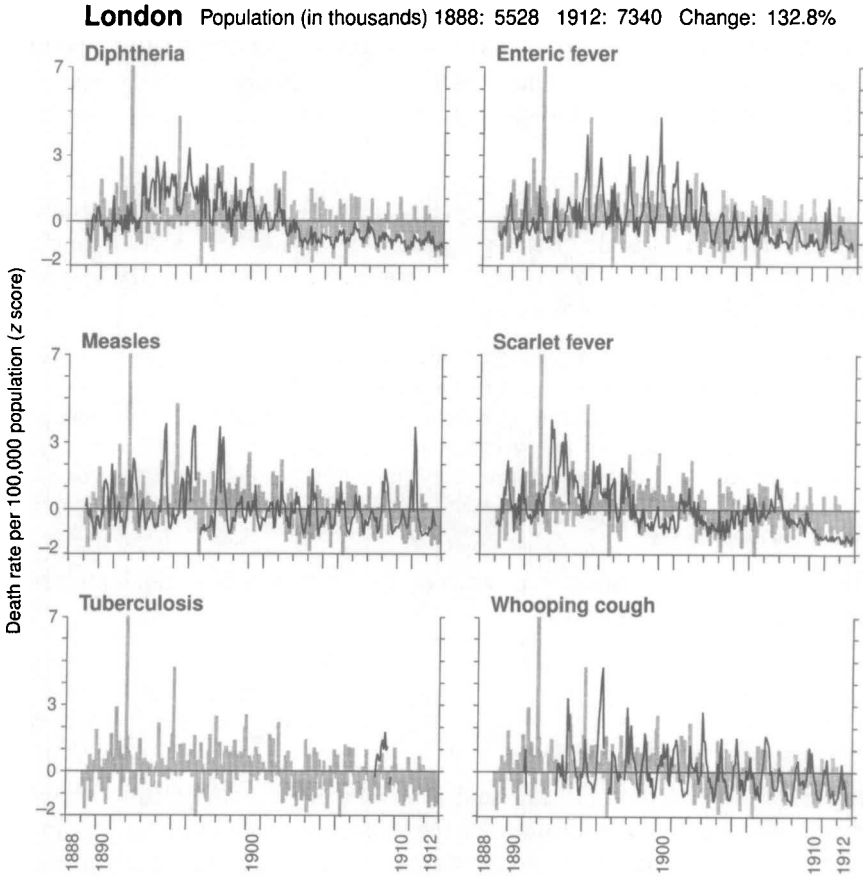 London Population (in thousands) 1888: 5528 1912: 7340 Change: 132.8%
Diphtheria Enteric fever
7
3
0
–2
Measles Scarlet fever
7
3
0
–2
Tuberculosis Whooping cough
7
3
0
–2
Death rate per 100,000 population (z score)
1888 1890 1900 1910 1912 1888 1890 1900 1910 1912